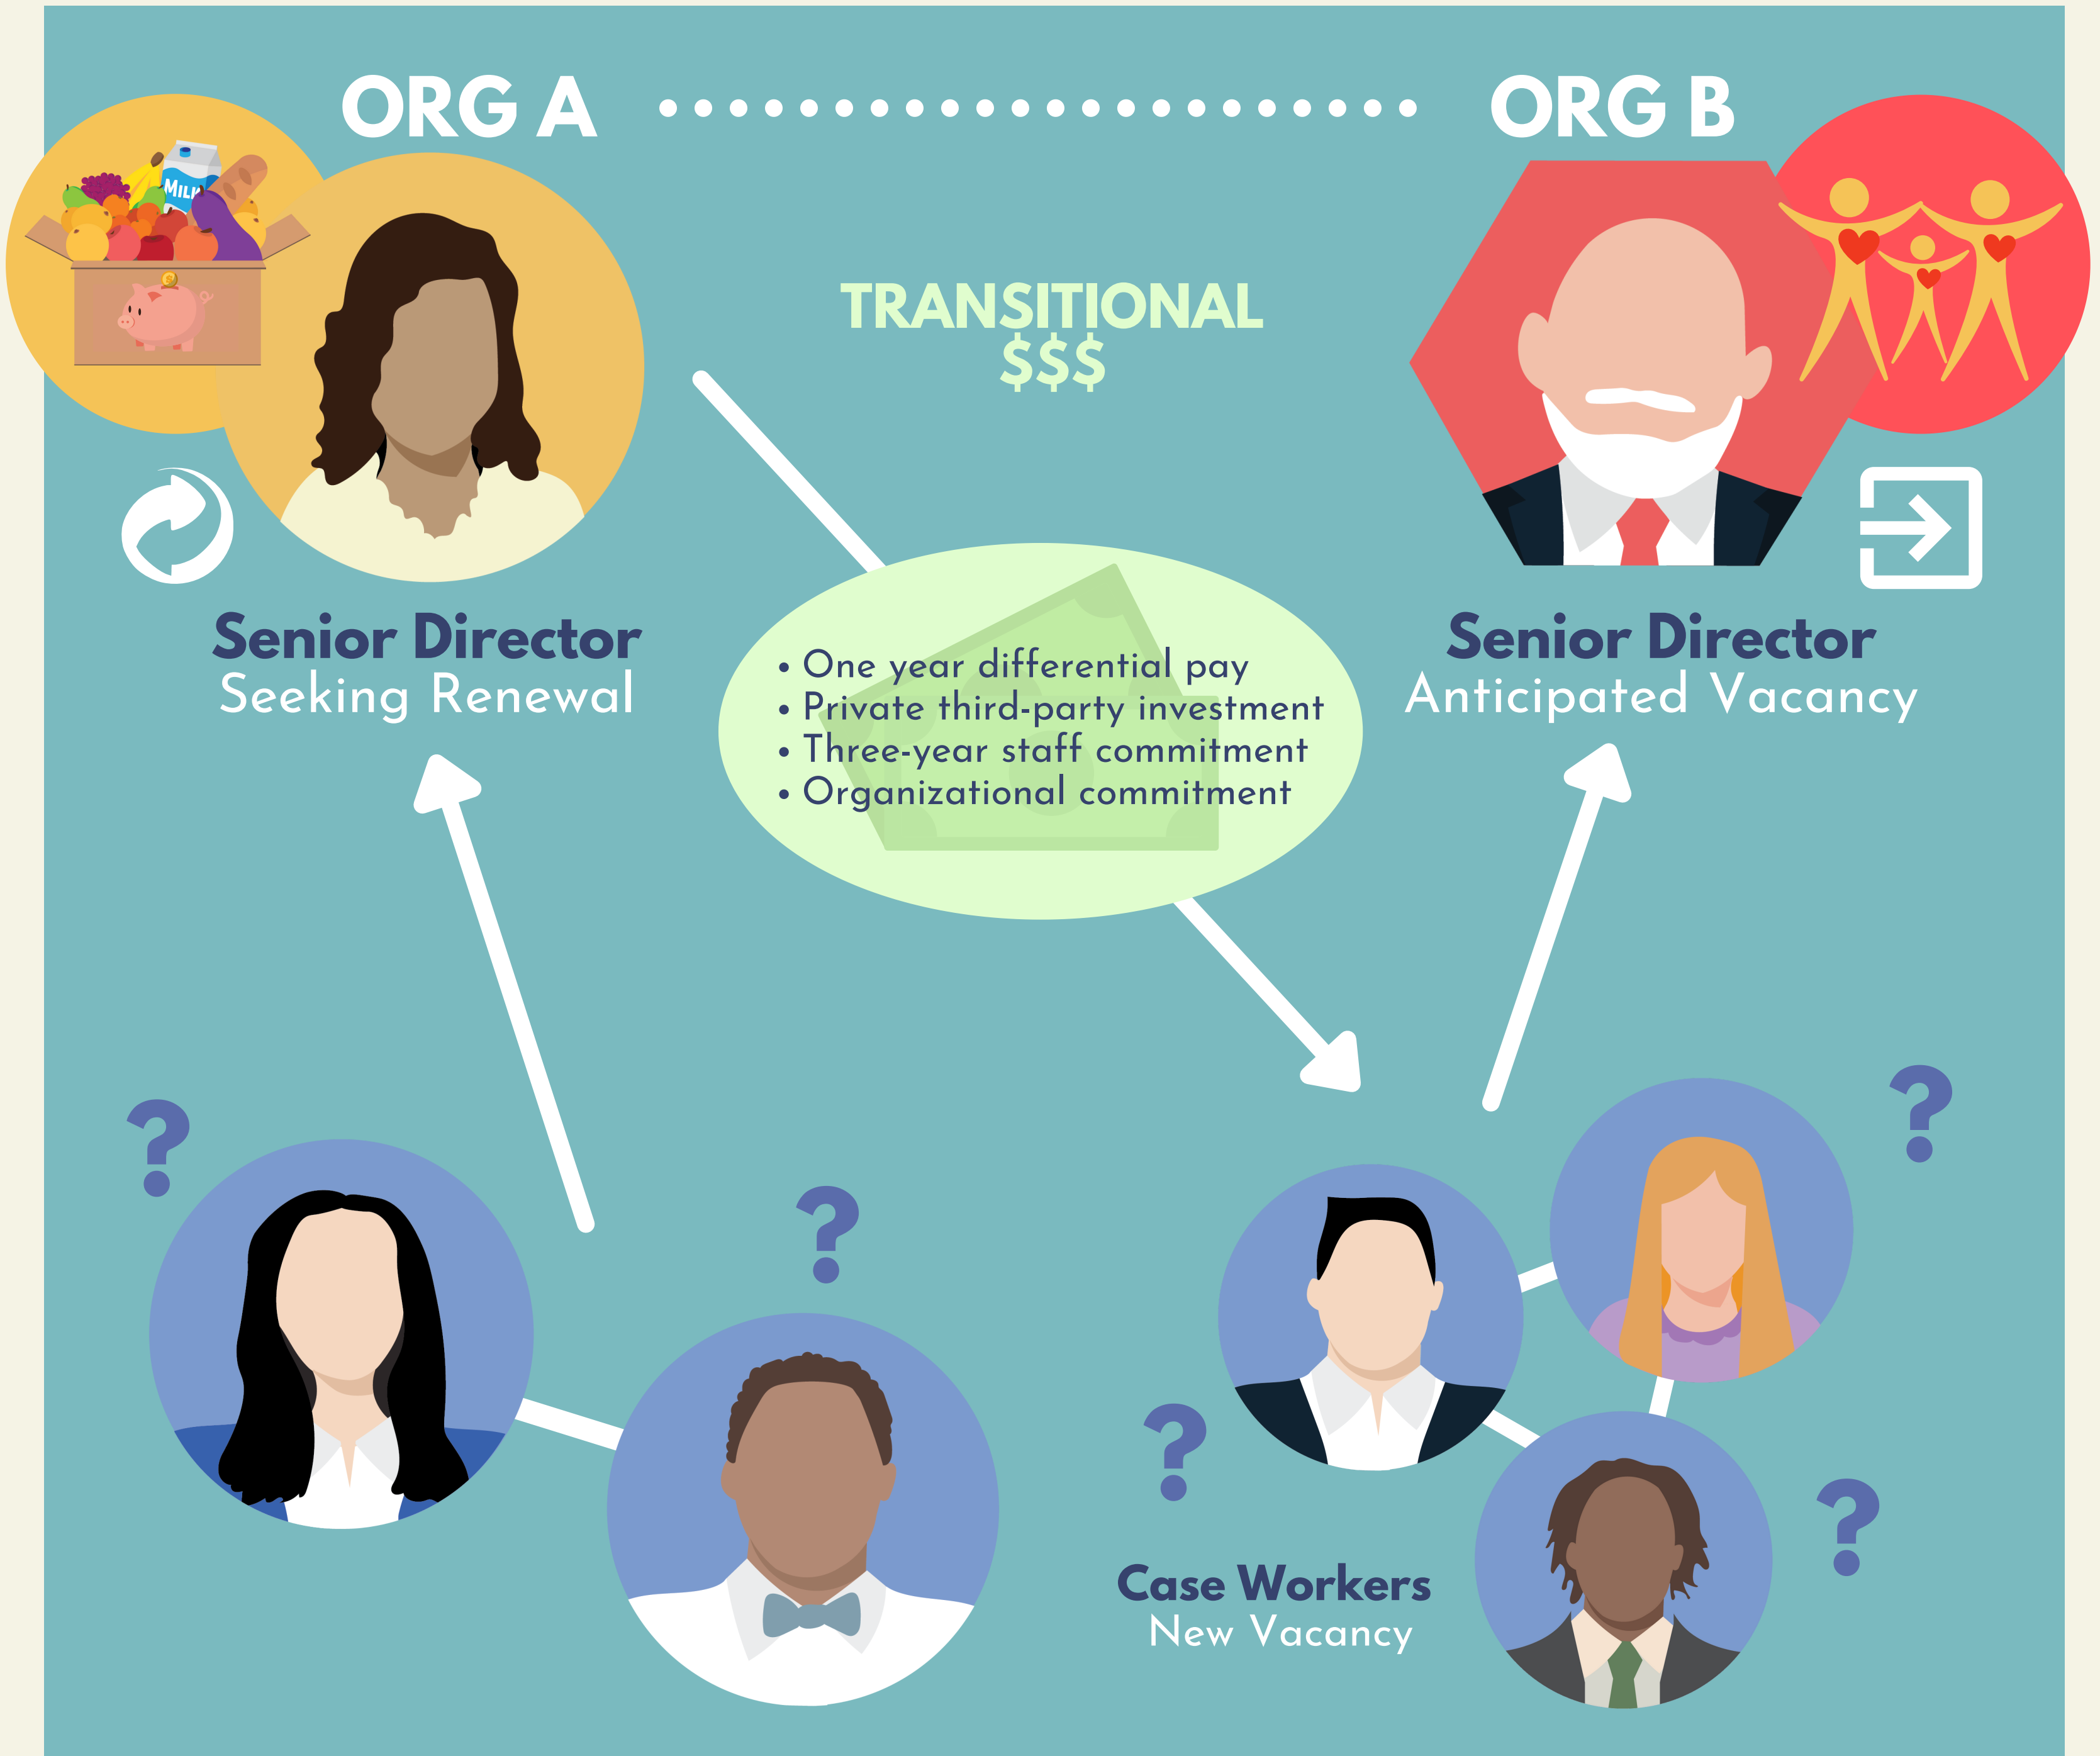 ORG A
ORG B
MILK
TRANSITIONAL
$$$
Senior Director
Seeking Renewal
• One year differential pay
• Private third-party investment
• Three-year staff commitment
• Organizational commitment
Senior Director
Anticipated Vacancy
?
?
?
?
?
Case Workers
New Vacancy